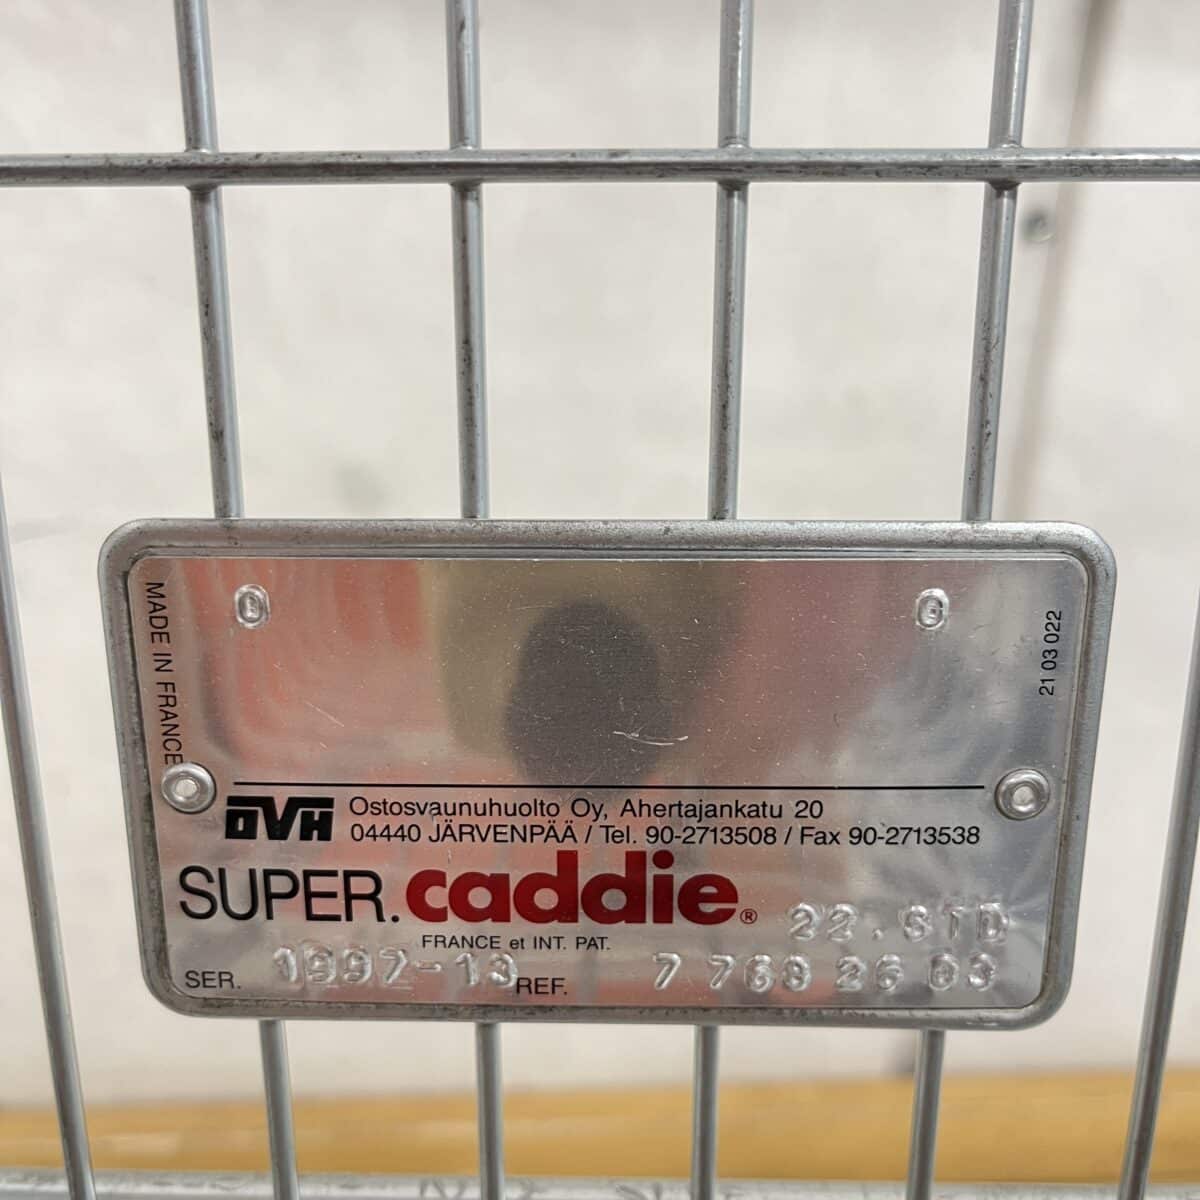 MADE IN FRANCE
21 03 022
OVH Ostosvaunuhuolto Oy, Ahertajankatu 20
04440 JÄRVENPÄÄ / Tel. 90-2713508 / Fax 90-2713538
SUPER. caddie®
22.STD
FRANCE et INT. PAT.
SER. 1997-13 REF. 7 768 26 03